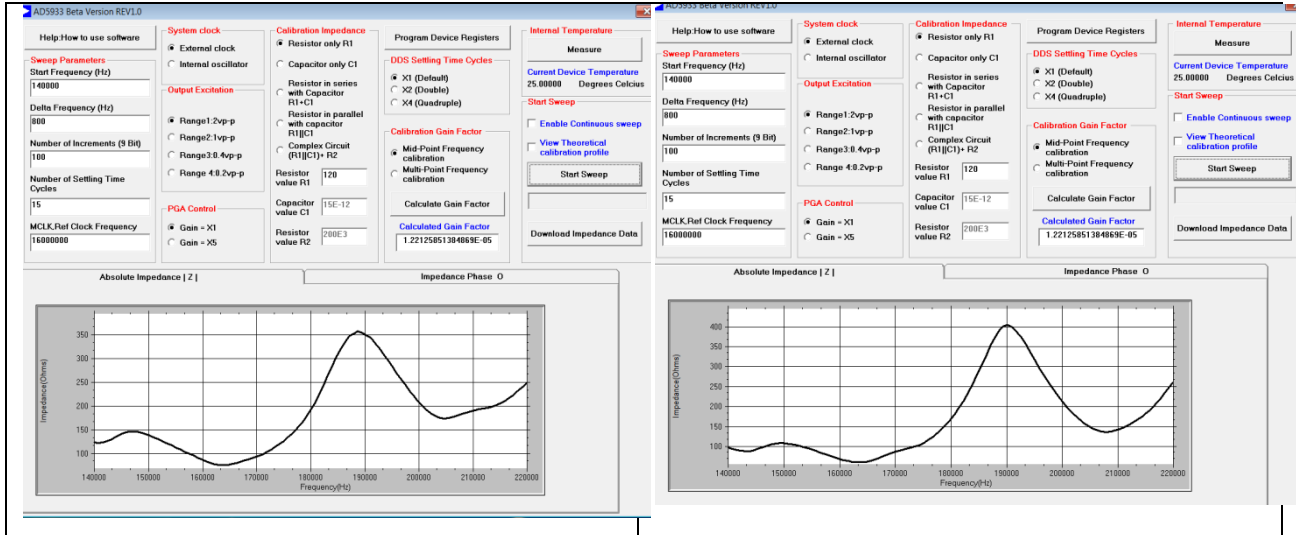 AD5933 Beta Version REV1.0
Help:How to use software
Sweep Parameters
Start Frequency (Hz)
140000
Delta Frequency (Hz)
800
Number of Increments (9 Bit)
100
Number of Settling Time
Cycles
15
MCLK,Ref Clock Frequency
16000000
System clock
External clock
Internal oscillator
Output Excitation
Range1:2vp-p
Range2:1vp-p
Range3:0.4vp-p
Range 4:0.2vp-p
PGA Control
Gain = X1
Gain = X5
Calibration Impedance
Resistor only R1
Capacitor only C1
Resistor in series
with Capacitor
R1+C1
Resistor in parallel
with capacitor
R1||C1
Complex Circuit
(R1||C1)+ R2
Resistor
value R1
120
Capacitor
value C1
15E-12
Resistor
value R2
200E3
Program Device Registers
DDS Settling Time Cycles
X1 (Default)
X2 (Double)
X4 (Quadruple)
Calibration Gain Factor
Mid-Point Frequency
calibration
Multi-Point Frequency
calibration
Calculate Gain Factor
Calculated Gain Factor
1.22125851384869E-05
Internal Temperature
Measure
Current Device Temperature
25.00000 Degrees Celcius
Start Sweep
Enable Continuous sweep
View Theoretical
calibration profile
Start Sweep
Download Impedance Data
Absolute Impedance | Z |
Impedance Phase O
Impedance(Ohms)
350
300
250
200
150
100
140000 150000 160000 170000 180000 190000 200000 210000 220000
Frequency(Hz)
AD5933 Beta Version REV1.0
Help:How to use software
Sweep Parameters
Start Frequency (Hz)
140000
Delta Frequency (Hz)
800
Number of Increments (9 Bit)
100
Number of Settling Time
Cycles
15
MCLK,Ref Clock Frequency
16000000
System clock
External clock
Internal oscillator
Output Excitation
Range1:2vp-p
Range2:1vp-p
Range3:0.4vp-p
Range 4:0.2vp-p
PGA Control
Gain = X1
Gain = X5
Calibration Impedance
Resistor only R1
Capacitor only C1
Resistor in series
with Capacitor
R1+C1
Resistor in parallel
with capacitor
R1||C1
Complex Circuit
(R1||C1)+ R2
Resistor
value R1
120
Capacitor
value C1
15E-12
Resistor
value R2
200E3
Program Device Registers
DDS Settling Time Cycles
X1 (Default)
X2 (Double)
X4 (Quadruple)
Calibration Gain Factor
Mid-Point Frequency
calibration
Multi-Point Frequency
calibration
Calculate Gain Factor
Calculated Gain Factor
1.22125851384869E-05
Internal Temperature
Measure
Current Device Temperature
25.00000 Degrees Celcius
Start Sweep
Enable Continuous sweep
View Theoretical
calibration profile
Start Sweep
Download Impedance Data
Absolute Impedance | Z |
Impedance Phase O
Impedance(Ohms)
400
350
300
250
200
150
100
140000 150000 160000 170000 180000 190000 200000 210000 220000
Frequency(Hz)